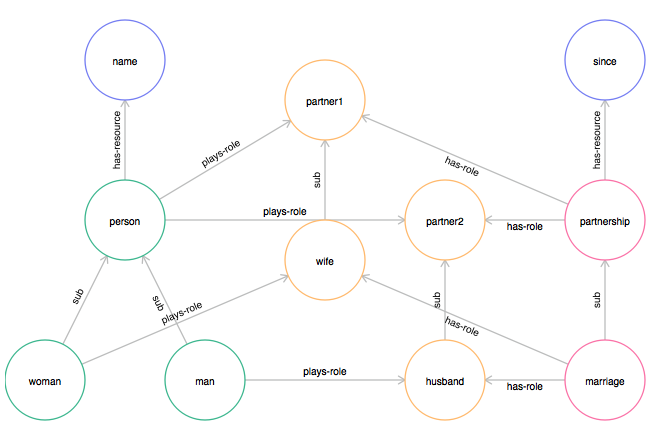 name
since
partner1
has-resource
has-resource
plays-role
has-role
sub
person
plays-role
partner2
has-role
partnership
wife
sub
sub
plays-role
sub
has-role
sub
woman
man
plays-role
husband
has-role
marriage